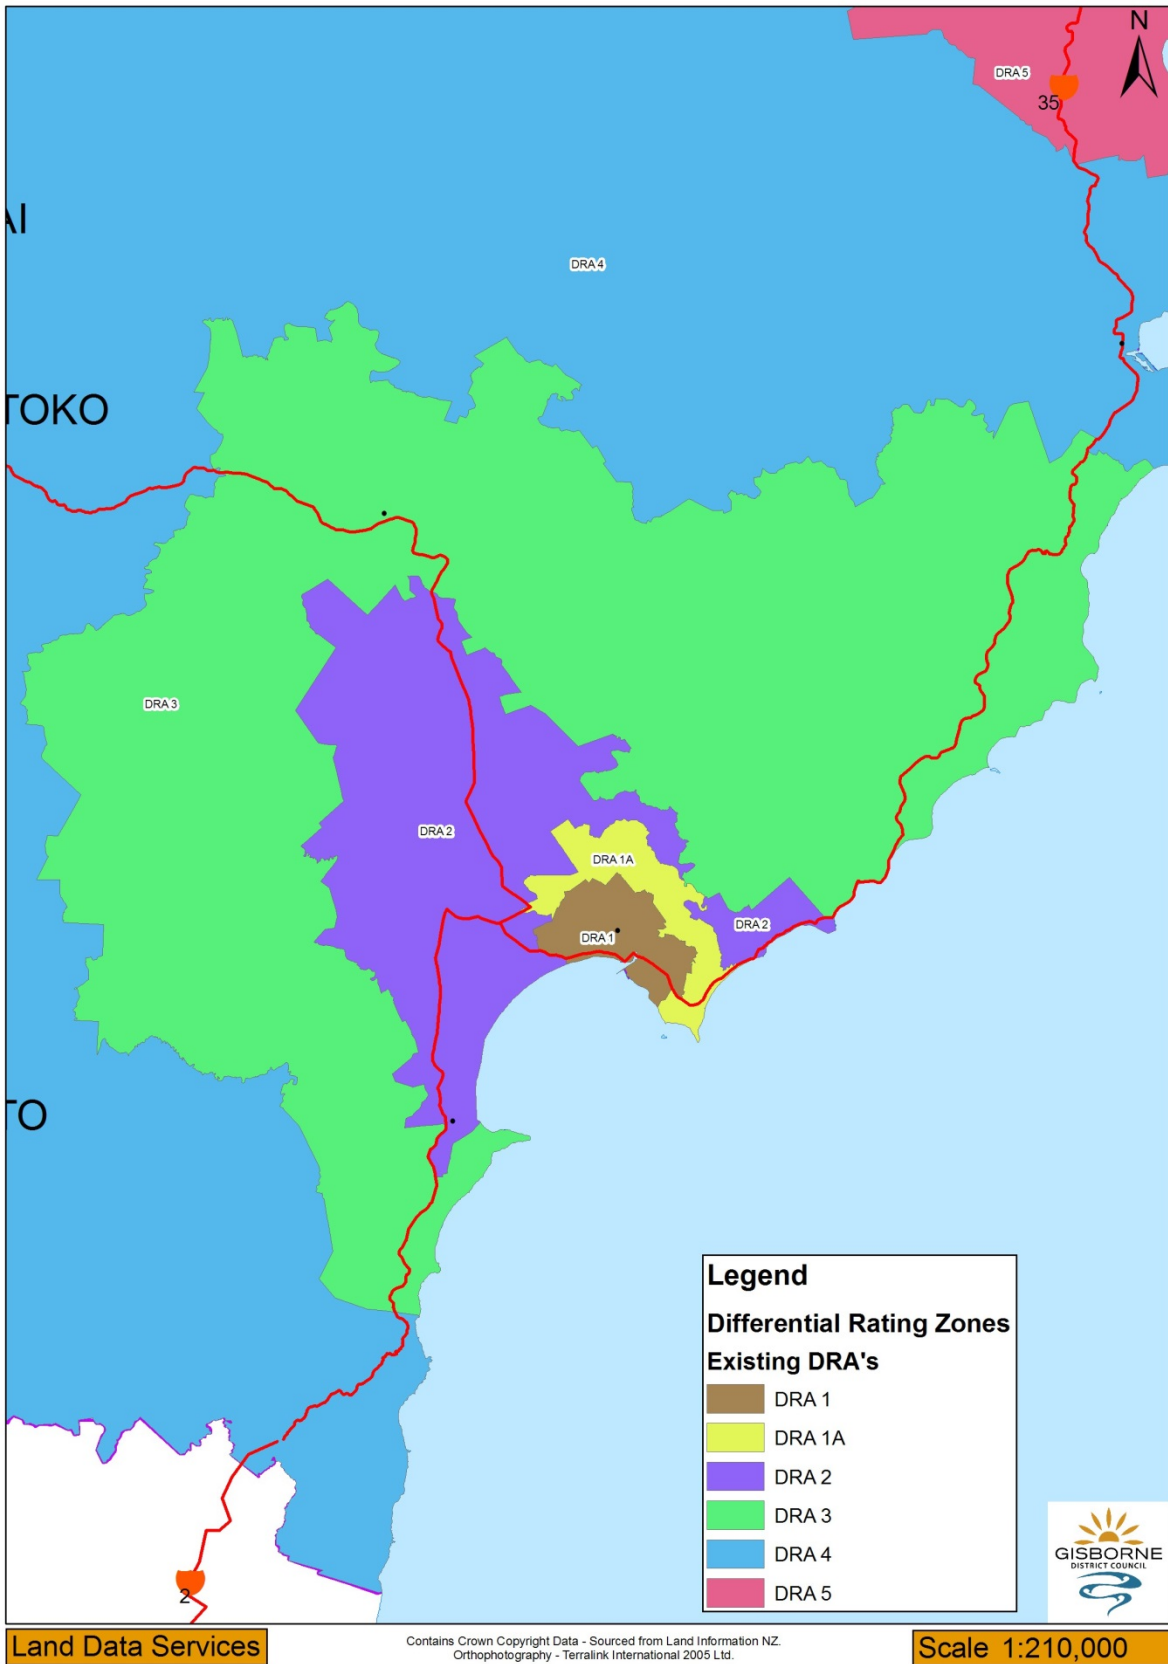 N
DRA 5
35
AI
DRA 4
TOKO
DRA 3
DRA 2
DRA 1A
DRA 2
DRA 1
TO
Legend
Differential Rating Zones
Existing DRA's
DRA 1
DRA 1A
DRA 2
DRA 3
DRA 4
DRA 5
GISBORNE
DISTRICT COUNCIL
2
Land Data Services
Contains Crown Copyright Data - Sourced from Land Information NZ.
Orthophotography - Terralink International 2005 Ltd.
Scale 1:210,000